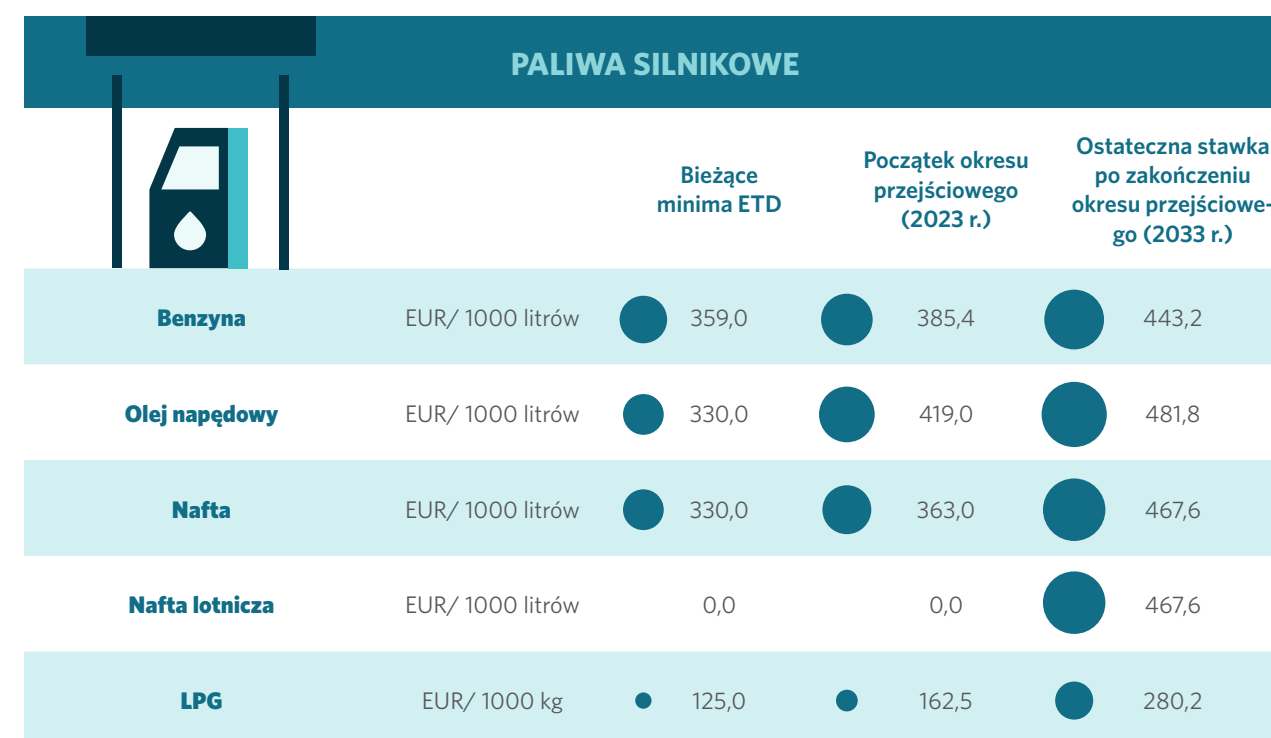 PALIWA SILNIKOWE
Bieżące
minima ETD
Początek okresu
przejściowego
(2023 r.)
Ostateczna stawka
po zakończeniu
okresu przejściowe-
go (2033 r.)
Benzyna EUR/ 1000 litrów 359,0 385,4 443,2
Olej napędowy EUR/ 1000 litrów 330,0 419,0 481,8
Nafta EUR/ 1000 litrów 330,0 363,0 467,6
Nafta lotnicza EUR/ 1000 litrów 0,0 0,0 467,6
LPG EUR/ 1000 kg 125,0 162,5 280,2